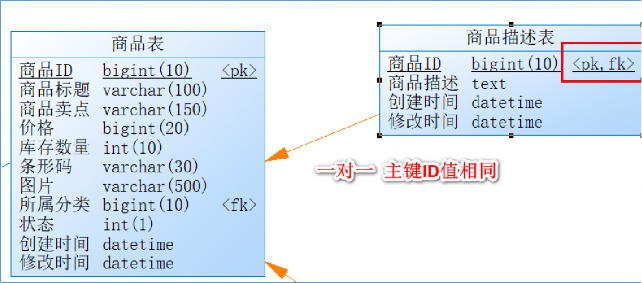 商品表
商品ID bigint(10) <pk>
商品标题 varchar(100)
商品卖点 varchar(150)
价格 bigint(20)
库存数量 int(10)
条形码 varchar(30)
图片 varchar(500)
所属分类 bigint(10) <fk>
状态 int(1)
创建时间 datetime
修改时间 datetime
商品描述表
商品ID bigint(10) <pk,fk>
商品描述 text
创建时间 datetime
修改时间 datetime
一对一 主键ID值相同